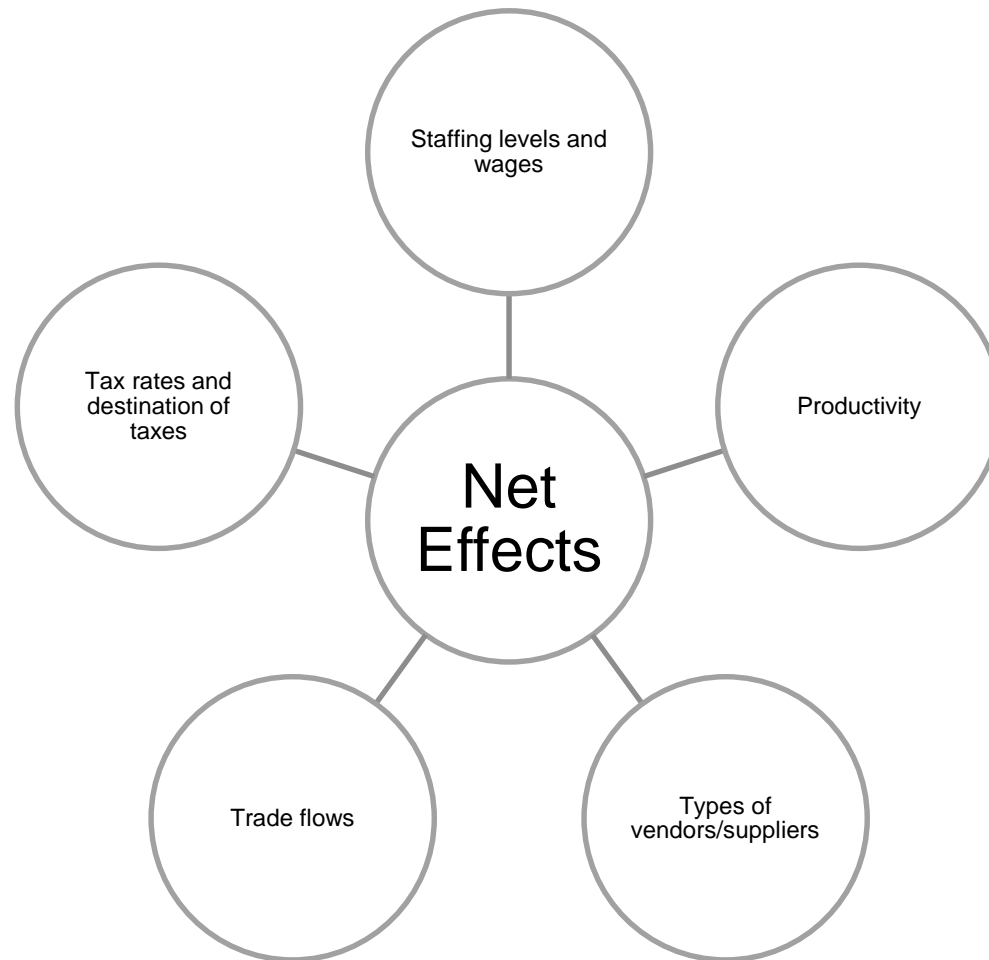 Staffing levels and
wages
Tax rates and
destination of
taxes
Productivity
Net
Effects
Trade flows
Types of
vendors/suppliers